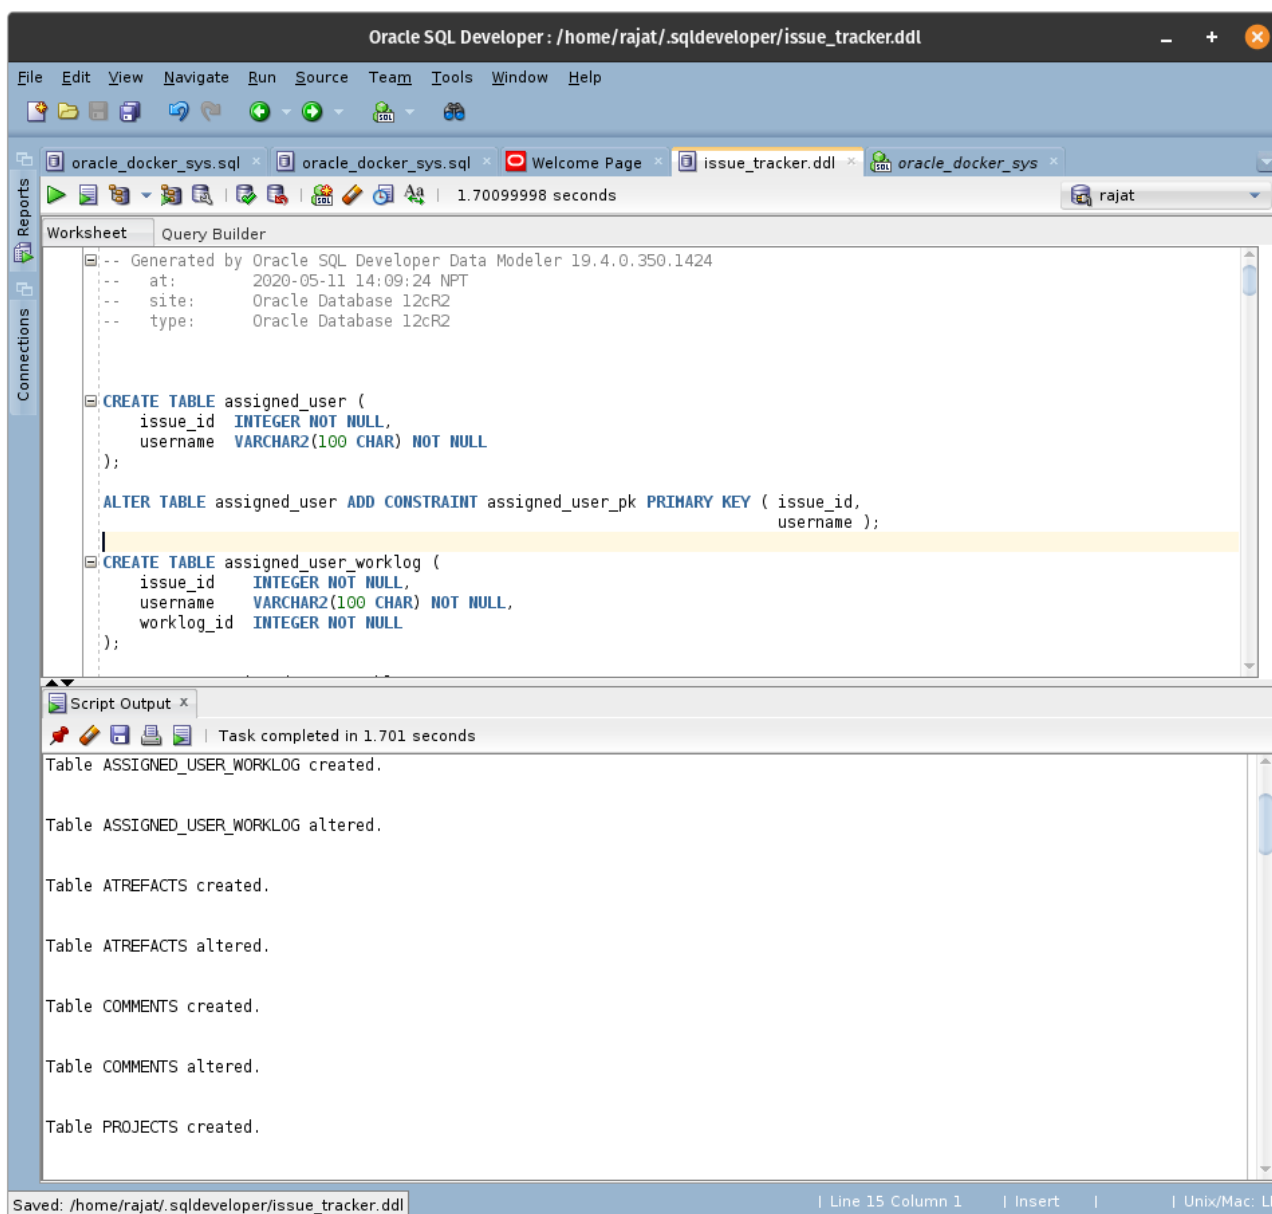 Oracle SQL Developer : /home/rajat/.sqldeveloper/issue_tracker.ddl
File Edit View Navigate Run Source Team Tools Window Help
oracle_docker_sys.sql oracle_docker_sys.sql Welcome Page issue_tracker.ddl oracle_docker_sys
1.70099998 seconds rajat
Reports
Connections
Worksheet Query Builder
-- Generated by Oracle SQL Developer Data Modeler 19.4.0.350.1424
-- at: 2020-05-11 14:09:24 NPT
-- site: Oracle Database 12cR2
-- type: Oracle Database 12cR2
CREATE TABLE assigned_user (
issue_id INTEGER NOT NULL,
username VARCHAR2(100 CHAR) NOT NULL
);
ALTER TABLE assigned_user ADD CONSTRAINT assigned_user_pk PRIMARY KEY ( issue_id,
username );
CREATE TABLE assigned_user_worklog (
issue_id INTEGER NOT NULL,
username VARCHAR2(100 CHAR) NOT NULL,
worklog_id INTEGER NOT NULL
);
Script Output
Task completed in 1.701 seconds
Table ASSIGNED_USER_WORKLOG created.
Table ASSIGNED_USER_WORKLOG altered.
Table ATREFACTS created.
Table ATREFACTS altered.
Table COMMENTS created.
Table COMMENTS altered.
Table PROJECTS created.
Saved: /home/rajat/.sqldeveloper/issue_tracker.ddl
| Line 15 Column 1 | Insert | | Unix/Mac: